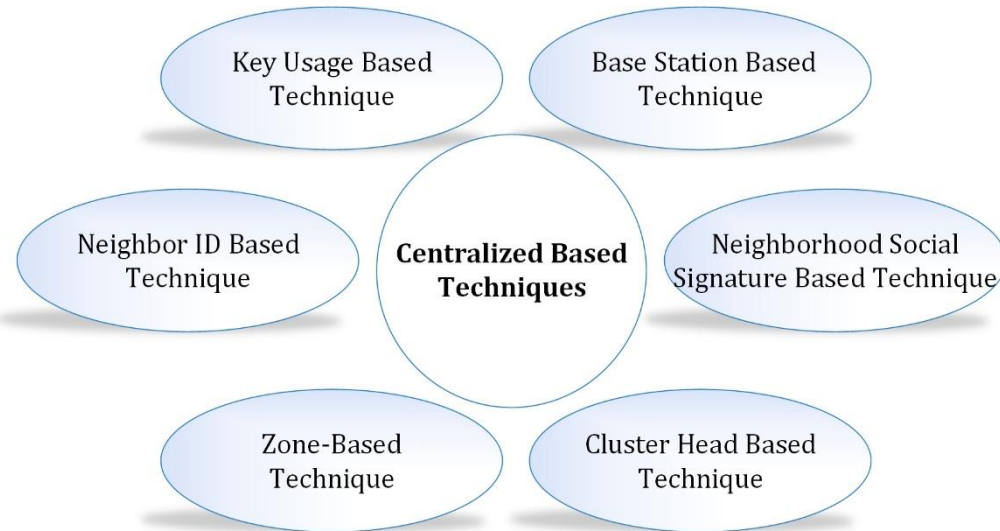 Key Usage Based
Technique
Base Station Based
Technique
Neighbor ID Based
Technique
Centralized Based
Techniques
Neighborhood Social
Signature Based Technique
Zone-Based
Technique
Cluster Head Based
Technique